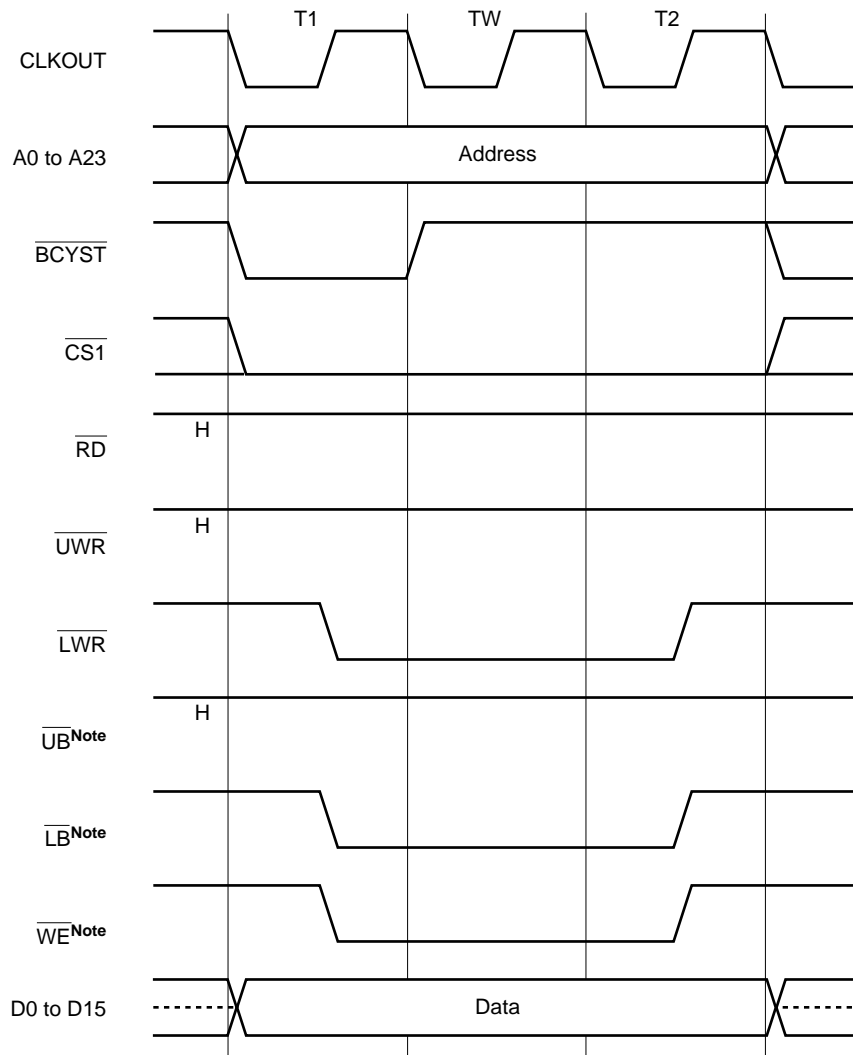 T1 TW T2
CLKOUT
A0 to A23 Address
BCYST
CS1
H
RD
H
UWR
LWR
H
UBNote
LBNote
WENote
D0 to D15 Data